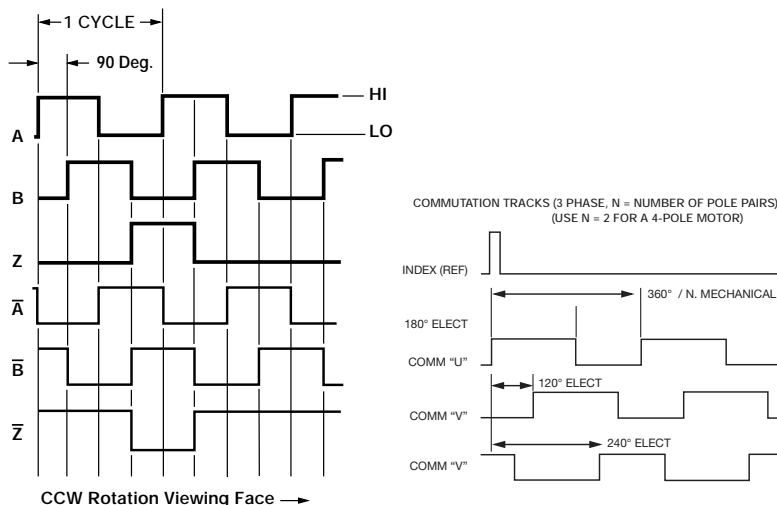 1 CYCLE
90 Deg.
HI
A
LO
B
Z
A̅
B̅
Z̅
CCW Rotation Viewing Face
COMMUTATION TRACKS (3 PHASE, N = NUMBER OF POLE PAIRS)
(USE N = 2 FOR A 4-POLE MOTOR)
INDEX (REF)
360° / N. MECHANICAL
180° ELECT
COMM “U”
120° ELECT
COMM “V”
240° ELECT
COMM “V”